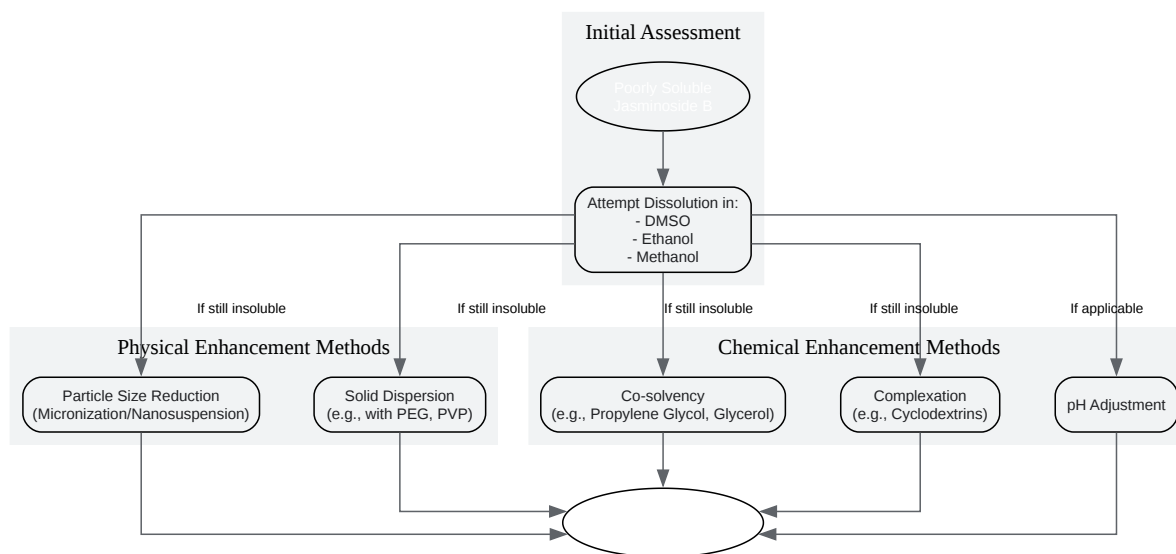 Initial Assessment
Poorly Soluble
Jasminoside B
Attempt Dissolution in:
- DMSO
- Ethanol
- Methanol
If still insoluble
If still insoluble
If still insoluble
If still insoluble
If applicable
Physical Enhancement Methods
Chemical Enhancement Methods
Particle Size Reduction
(Micronization/Nanosuspension)
Solid Dispersion
(e.g., with PEG, PVP)
Co-solvency
(e.g., Propylene Glycol, Glycerol)
Complexation
(e.g., Cyclodextrins)
pH Adjustment